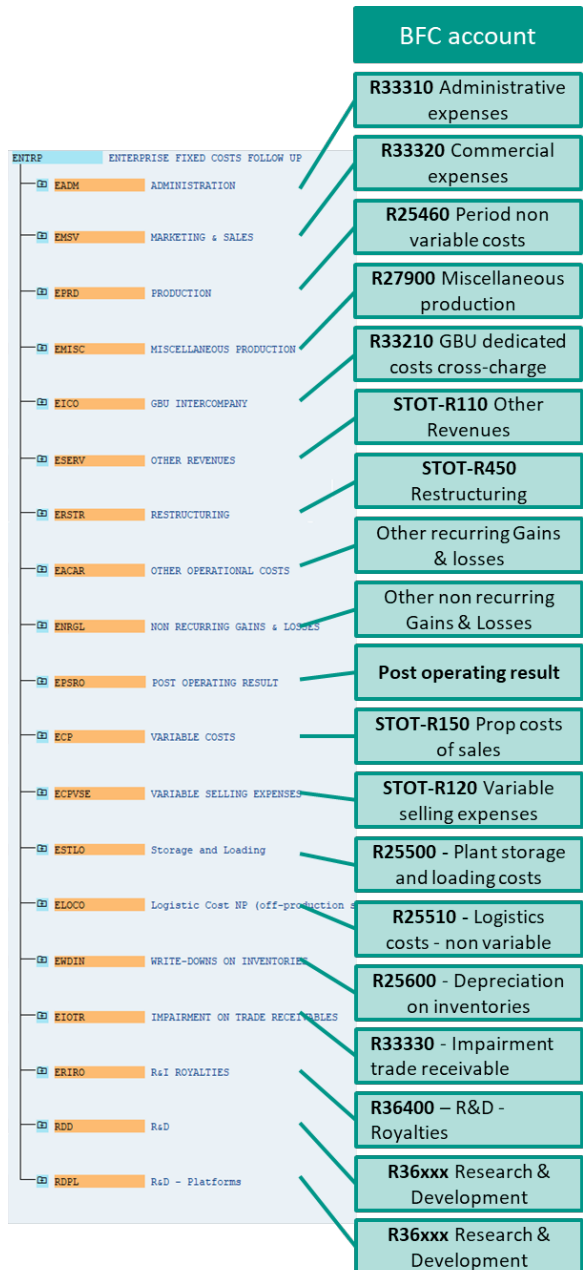 BFC account
R33310 Administrative
expenses
R33320 Commercial
expenses
R25460 Period non
variable costs
R27900 Miscellaneous
production
R33210 GBU dedicated
costs cross-charge
STOT-R110 Other
Revenues
STOT-R450
Restructuring
Other recurring Gains
& losses
Other non recurring
Gains & Losses
Post operating result
STOT-R150 Prop costs
of sales
STOT-R120 Variable
selling expenses
R25500 - Plant storage
and loading costs
R25510 - Logistics
costs - non variable
R25600 - Depreciation
on inventories
R33330 - Impairment
trade receivable
R36400 – R&D -
Royalties
R36xxx Research &
Development
R36xxx Research &
Development
ENTRP ENTERPRISE FIXED COSTS FOLLOW UP
EADM ADMINISTRATION
EMSV MARKETING & SALES
EPRD PRODUCTION
EMISC MISCELLANEOUS PRODUCTION
EICO GBU INTERCOMPANY
ESERV OTHER REVENUES
ERSTR RESTRUCTURING
EACAR OTHER OPERATIONAL COSTS
ENRGL NON RECURRING GAINS & LOSSES
EPSRO POST OPERATING RESULT
ECP VARIABLE COSTS
ECPVSE VARIABLE SELLING EXPENSES
ESTLO Storage and Loading
ELOCO Logistic Cost NP (off-production s
EWDIN WRITE-DOWNS ON INVENTORIES
EIOTR IMPAIRMENT ON TRADE RECEIVABLES
ERIRO R&I ROYALTIES
RDD R&D
RDPL R&D - Platforms